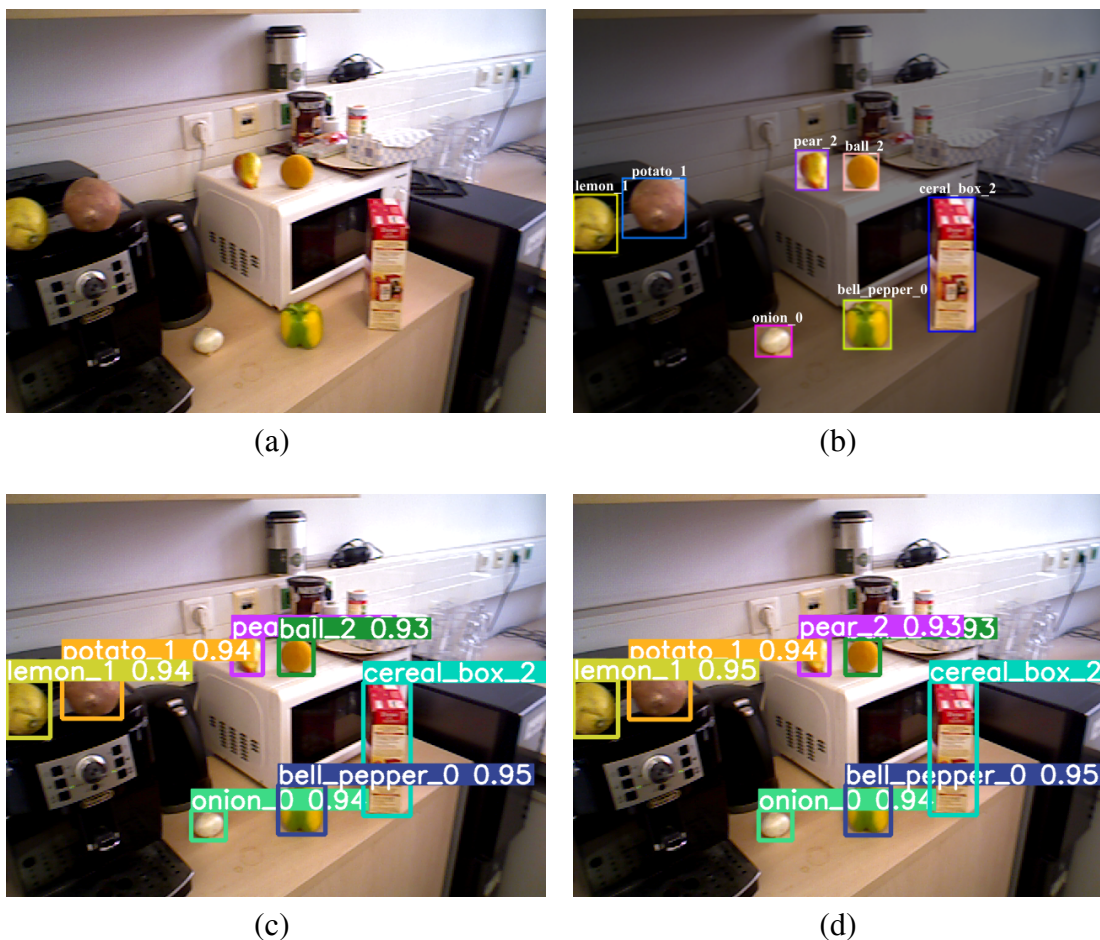 (a)
pear_2
ball_2
lemon_1
potato_1
ceral_box_2
bell_pepper_0
onion_0
(b)
ball_2 0.93
potato_1 0.94
lemon_1 0.94
cereal_box_2
bell_pepper_0 0.95
onion_0 0.94
(c)
pear_2 0.93
potato_1 0.94
lemon_1 0.95
cereal_box_2
bell_pepper_0 0.95
onion_0 0.94
(d)